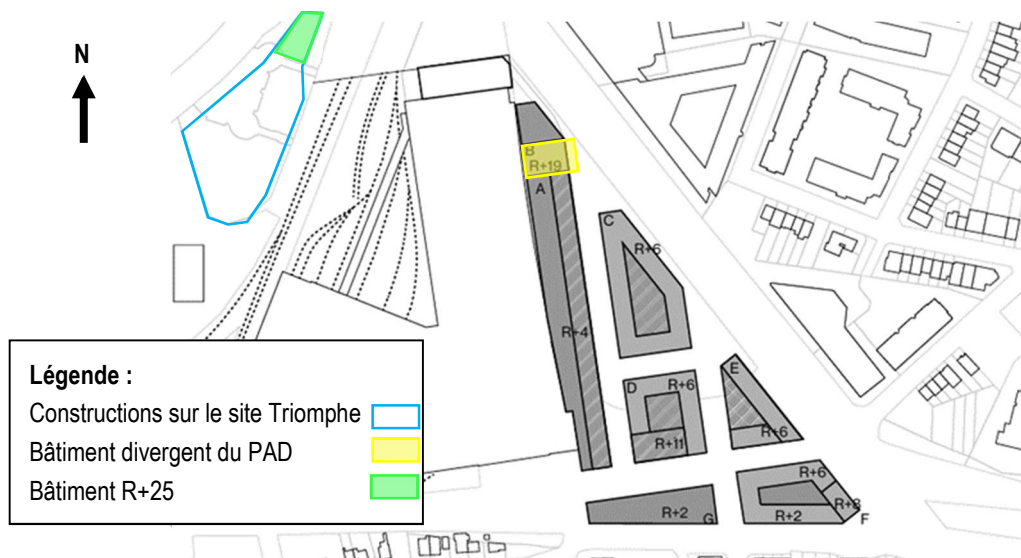 N
B
R+19
A
C
R+6
R+4
E
D
R+6
R+6
R+11
R+6
R+2
G
R+2
R+8
F
Légende :
Constructions sur le site Triomphe
Bâtiment divergent du PAD
Bâtiment R+25